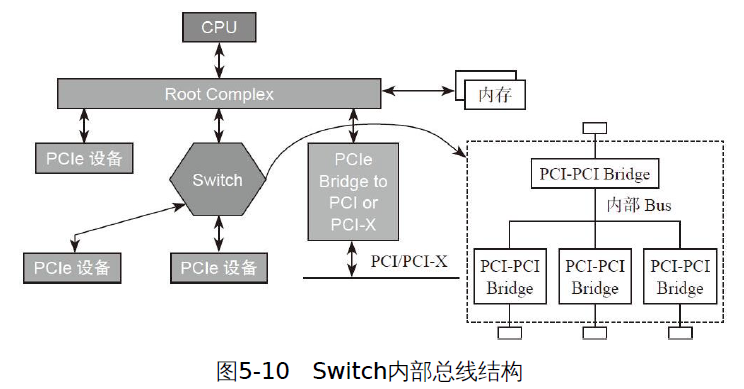 CPU
Root Complex
内存
PCIe 设备
Switch
PCIe
Bridge to
PCI or
PCI-X
PCI-PCI Bridge
内部 Bus
PCI-PCI
Bridge
PCI-PCI
Bridge
PCI-PCI
Bridge
PCI/PCI-X
PCIe 设备
PCIe 设备
图5-10 Switch内部总线结构